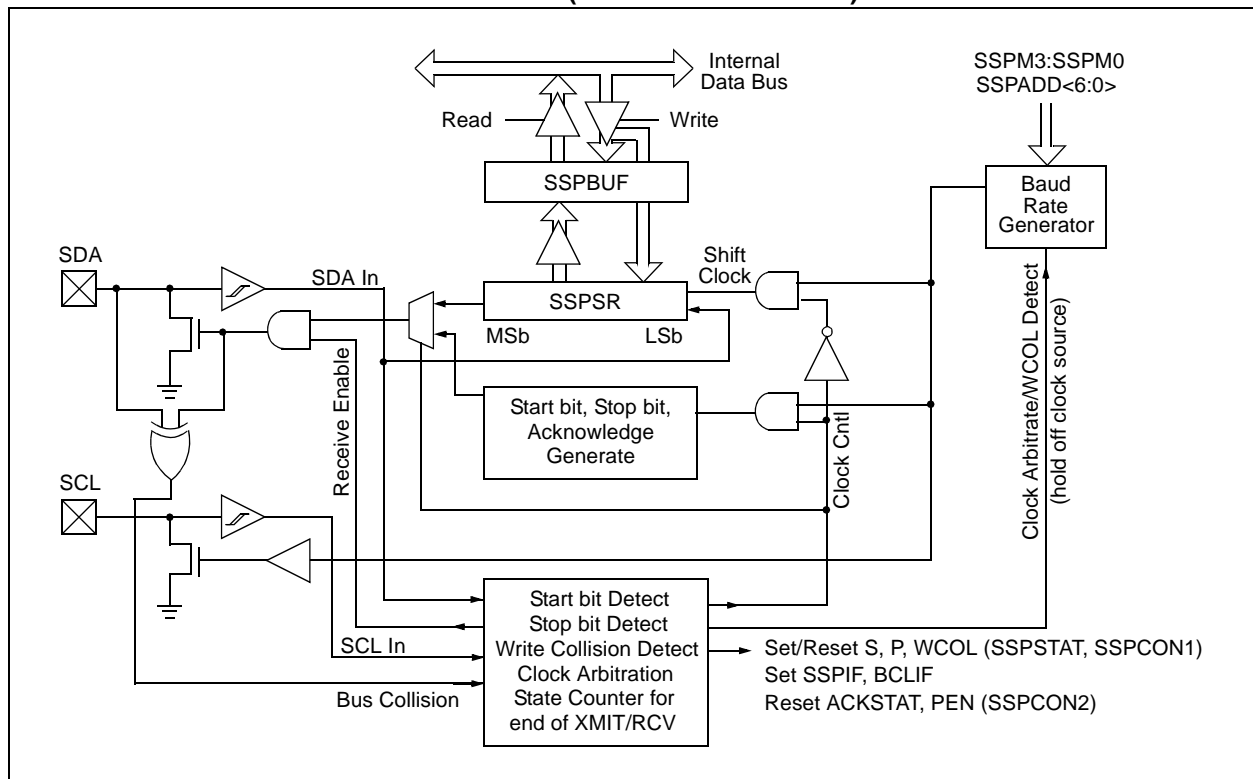 Internal
Data Bus
SSPM3:SSPM0
SSPADD<6:0>
Read
Write
SSPBUF
Baud
Rate
Generator
SDA
SDA In
Shift
Clock
SSPSR
MSb
LSb
Start bit, Stop bit,
Acknowledge
Generate
Receive Enable
Clock Cntl
Clock Arbitrate/WCOL Detect
(hold off clock source)
SCL
SCL In
Bus Collision
Start bit Detect
Stop bit Detect
Write Collision Detect
Clock Arbitration
State Counter for
end of XMIT/RCV
Set/Reset S, P, WCOL (SSPSTAT, SSPCON1)
Set SSPIF, BCLIF
Reset ACKSTAT, PEN (SSPCON2)